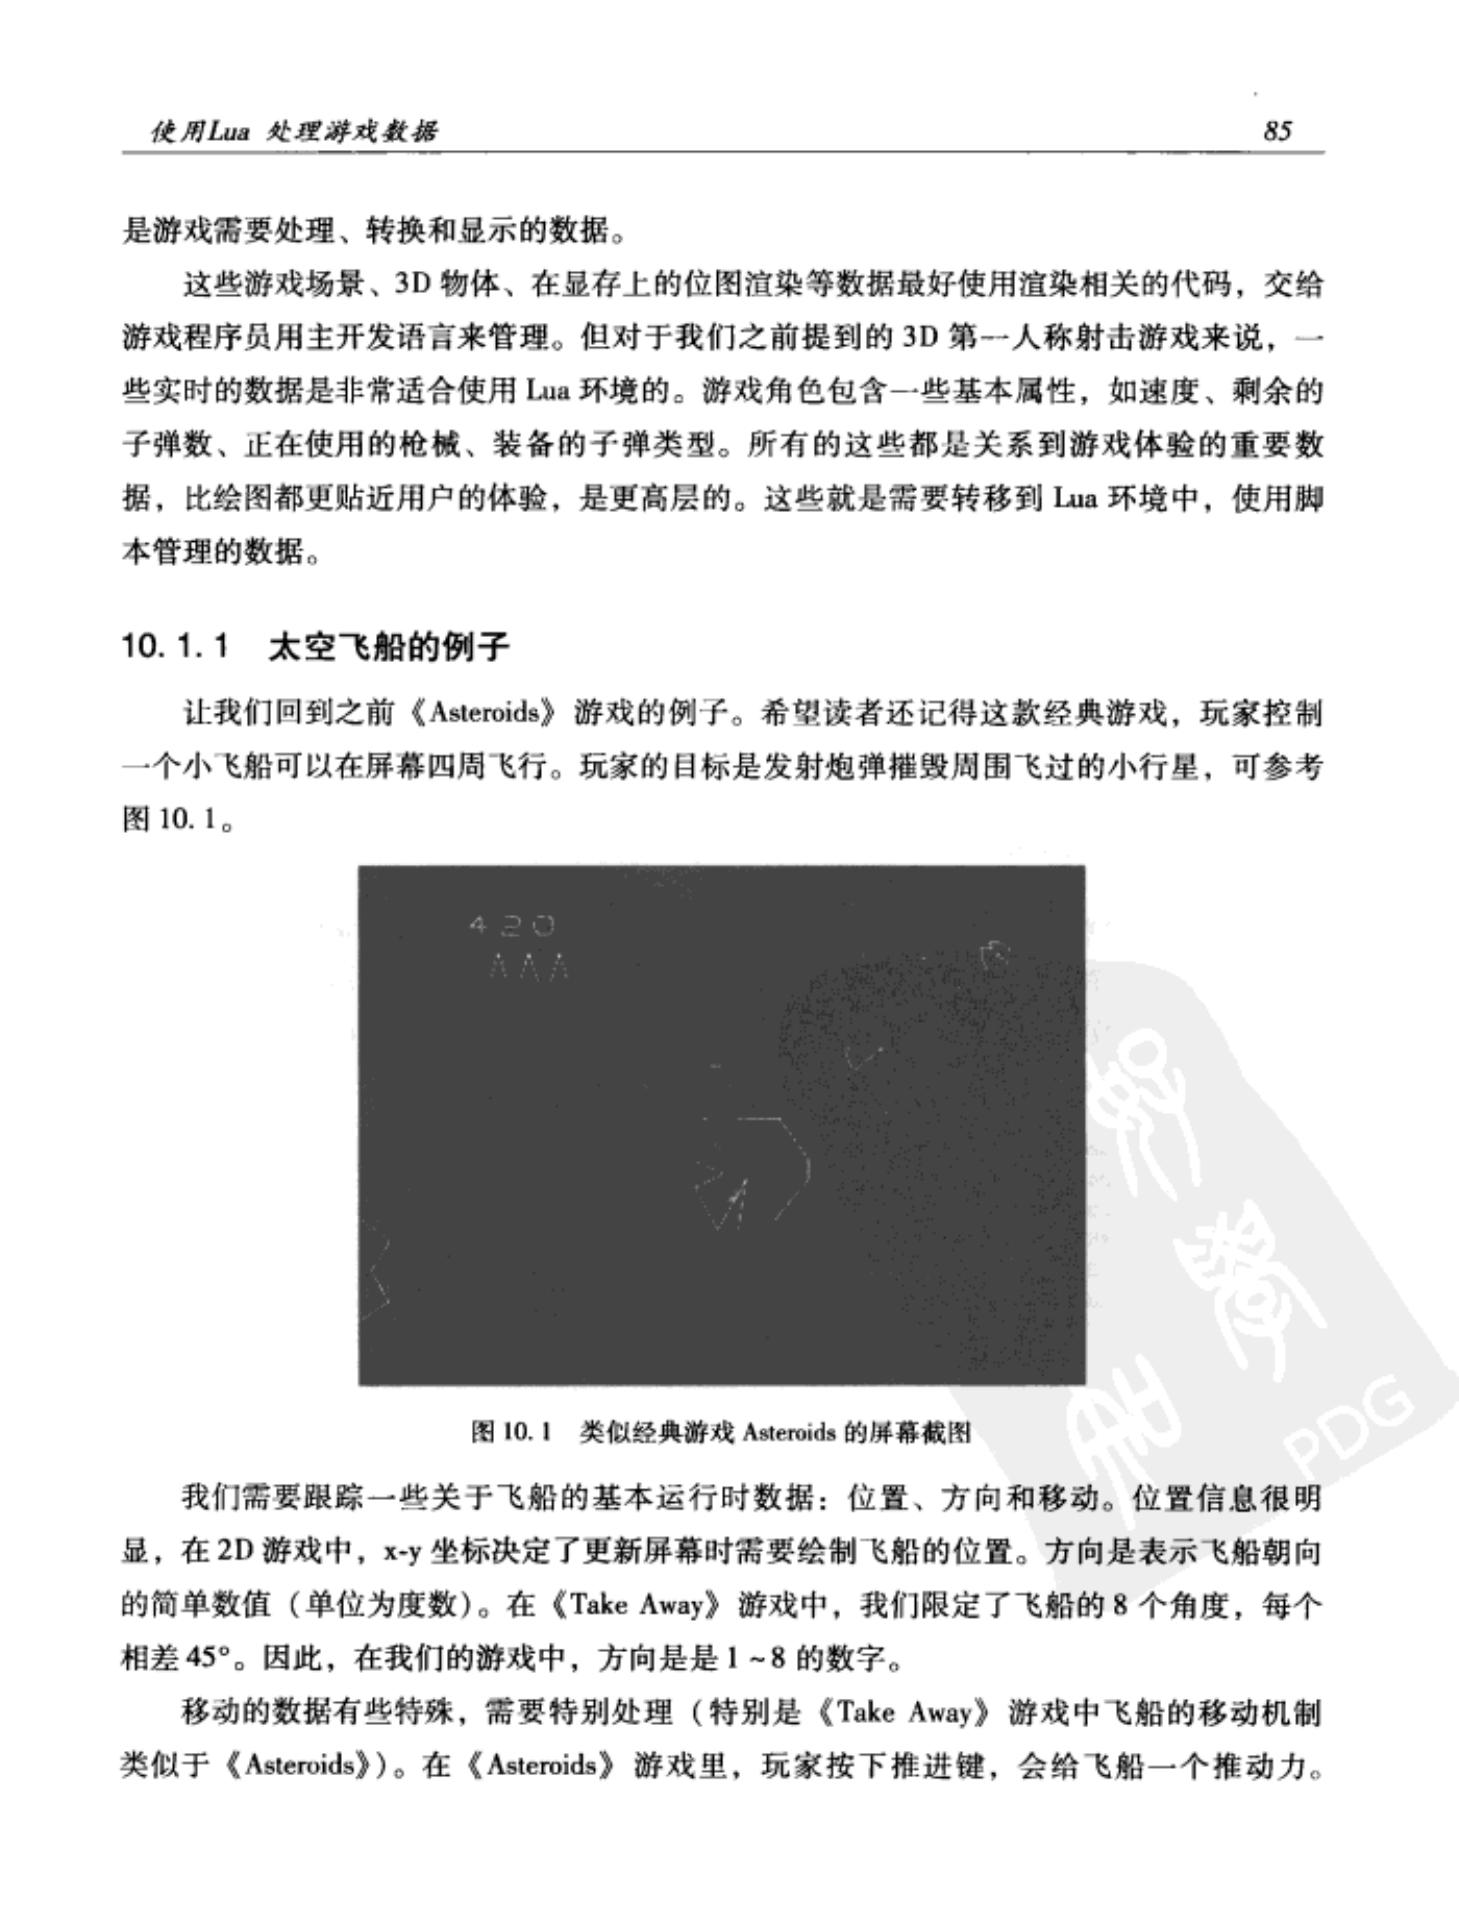 使用Lua 处理游戏数据
85
是游戏需要处理、转换和显示的数据。
这些游戏场景、3D 物体、在显存上的位图渲染等数据最好使用渲染相关的代码，交给
游戏程序员用主开发语言来管理。但对于我们之前提到的 3D 第一人称射击游戏来说，一
些实时的数据是非常适合使用 Lua 环境的。游戏角色包含一些基本属性，如速度、剩余的
子弹数、正在使用的枪械、装备的子弹类型。所有的这些都是关系到游戏体验的重要数
据，比绘图都更贴近用户的体验，是更高层的。这些就是需要转移到 Lua 环境中，使用脚
本管理的数据。
10.1.1 太空飞船的例子
让我们回到之前《Asteroids》游戏的例子。希望读者还记得这款经典游戏，玩家控制
一个小飞船可以在屏幕四周飞行。玩家的目标是发射炮弹摧毁周围飞过的小行星，可参考
图 10.1。
420
图 10.1 类似经典游戏 Asteroids 的屏幕截图
我们需要跟踪一些关于飞船的基本运行时数据：位置、方向和移动。位置信息很明
显，在 2D 游戏中，x-y 坐标决定了更新屏幕时需要绘制飞船的位置。方向是表示飞船朝向
的简单数值（单位为度数）。在《Take Away》游戏中，我们限定了飞船的 8 个角度，每个
相差 45°。因此，在我们的游戏中，方向是是 1~8 的数字。
移动的数据有些特殊，需要特别处理（特别是《Take Away》游戏中飞船的移动机制
类似于《Asteroids》）。在《Asteroids》游戏里，玩家按下推进键，会给飞船一个推动力。
PDG